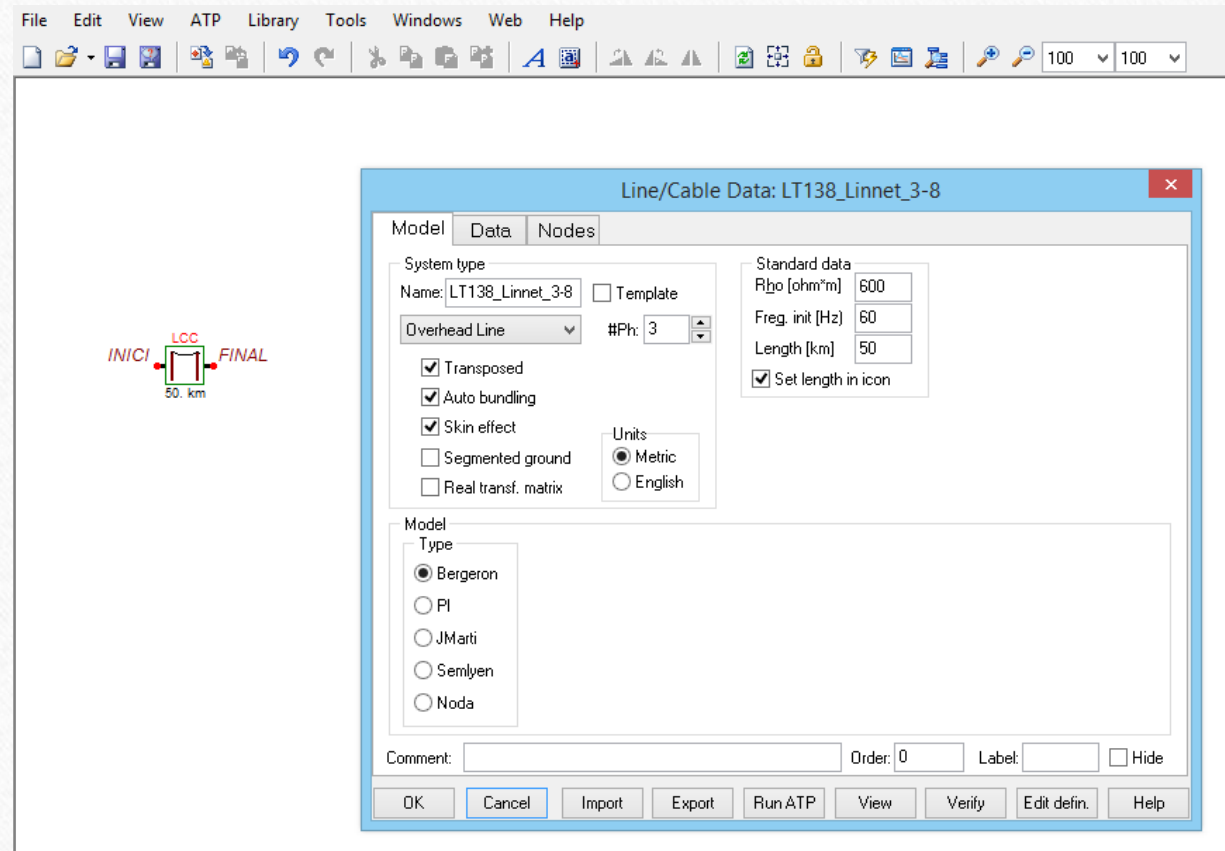 File Edit View ATP Library Tools Windows Web Help
A 100 100
Line/Cable Data: LT138_Linnet_3-8
Model Data Nodes
System type
Name: LT138_Linnet_3-8 Template
Overhead Line #Ph: 3
Transposed
Auto bundling
Skin effect
Segmented ground
Real transf. matrix
Units
Metric
English
Standard data
Rho [ohm*m] 600
Freq. init [Hz] 60
Length [km] 50
Set length in icon
LCC
INICI FINAL
50. km
Model
Type
Bergeron
PI
JMarti
Semlyen
Noda
Comment: Order: 0 Label: Hide
OK Cancel Import Export Run ATP View Verify Edit defin. Help